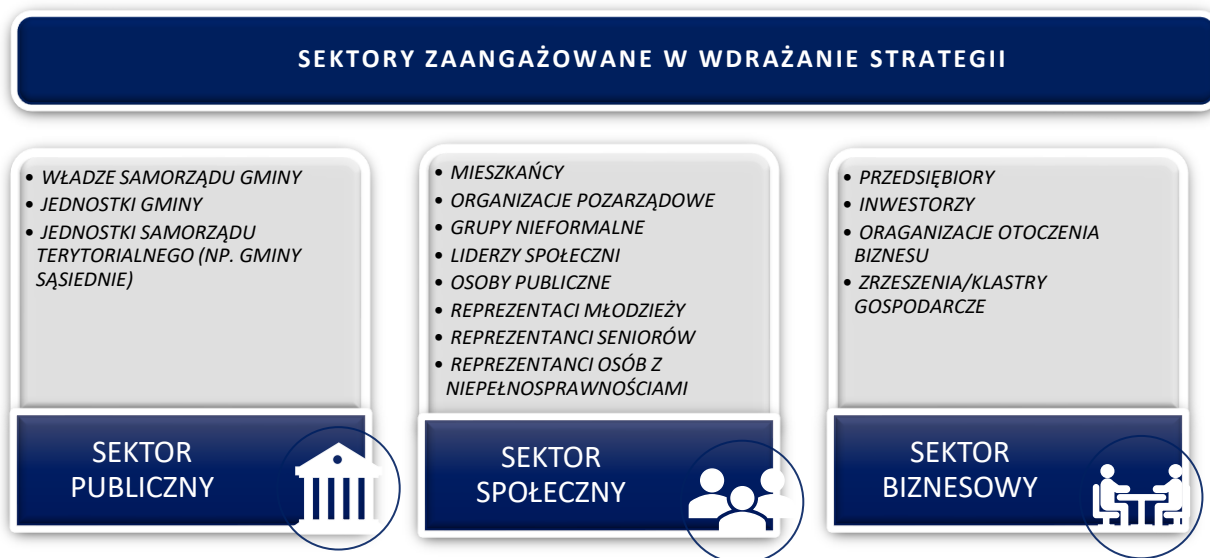 SEKTORY ZAANGAŻOWANE W WDRAŻANIE STRATEGII
• WŁADZE SAMORZĄDU GMINY
• JEDNOSTKI GMINY
• JEDNOSTKI SAMORZĄDU
TERYTORIALNEGO (NP. GMINY
SĄSIEDNIE)
SEKTOR
PUBLICZNY
• MIESZKAŃCY
• ORGANIZACJE POZARZĄDOWE
• GRUPY NIEFORMALNE
• LIDERZY SPOŁECZNI
• OSOBY PUBLICZNE
• REPREZENTACI MŁODZIEŻY
• REPREZENTANCI SENIORÓW
• REPREZENTANCI OSÓB Z
NIEPEŁNOSPRAWNOŚCIAMI
SEKTOR
SPOŁECZNY
• PRZEDSIĘBIORY
• INWESTORZY
• ORAGANIZACJE OTOCZENIA
BIZNESU
• ZRZESZENIA/KLASTRY
GOSPODARCZE
SEKTOR
BIZNESOWY